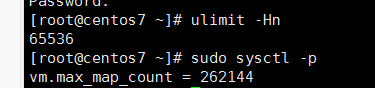 Password:
[root@centos7 ~]# ulimit -Hn
65536
[root@centos7 ~]# sudo sysctl -p
vm.max_map_count = 262144